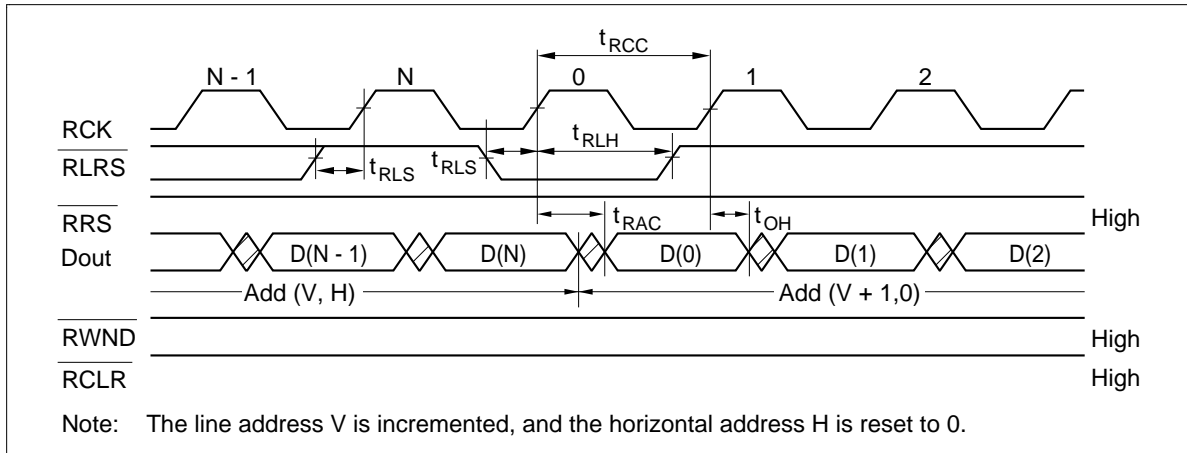 tRCC
N - 1 N 0 1 2
RCK
tRLH
RLRS
tRLS tRLS
RRS High
tRAC tOH
Dout D(N - 1) D(N) D(0) D(1) D(2)
Add (V, H) Add (V + 1,0)
RWND High
RCLR High
Note: The line address V is incremented, and the horizontal address H is reset to 0.